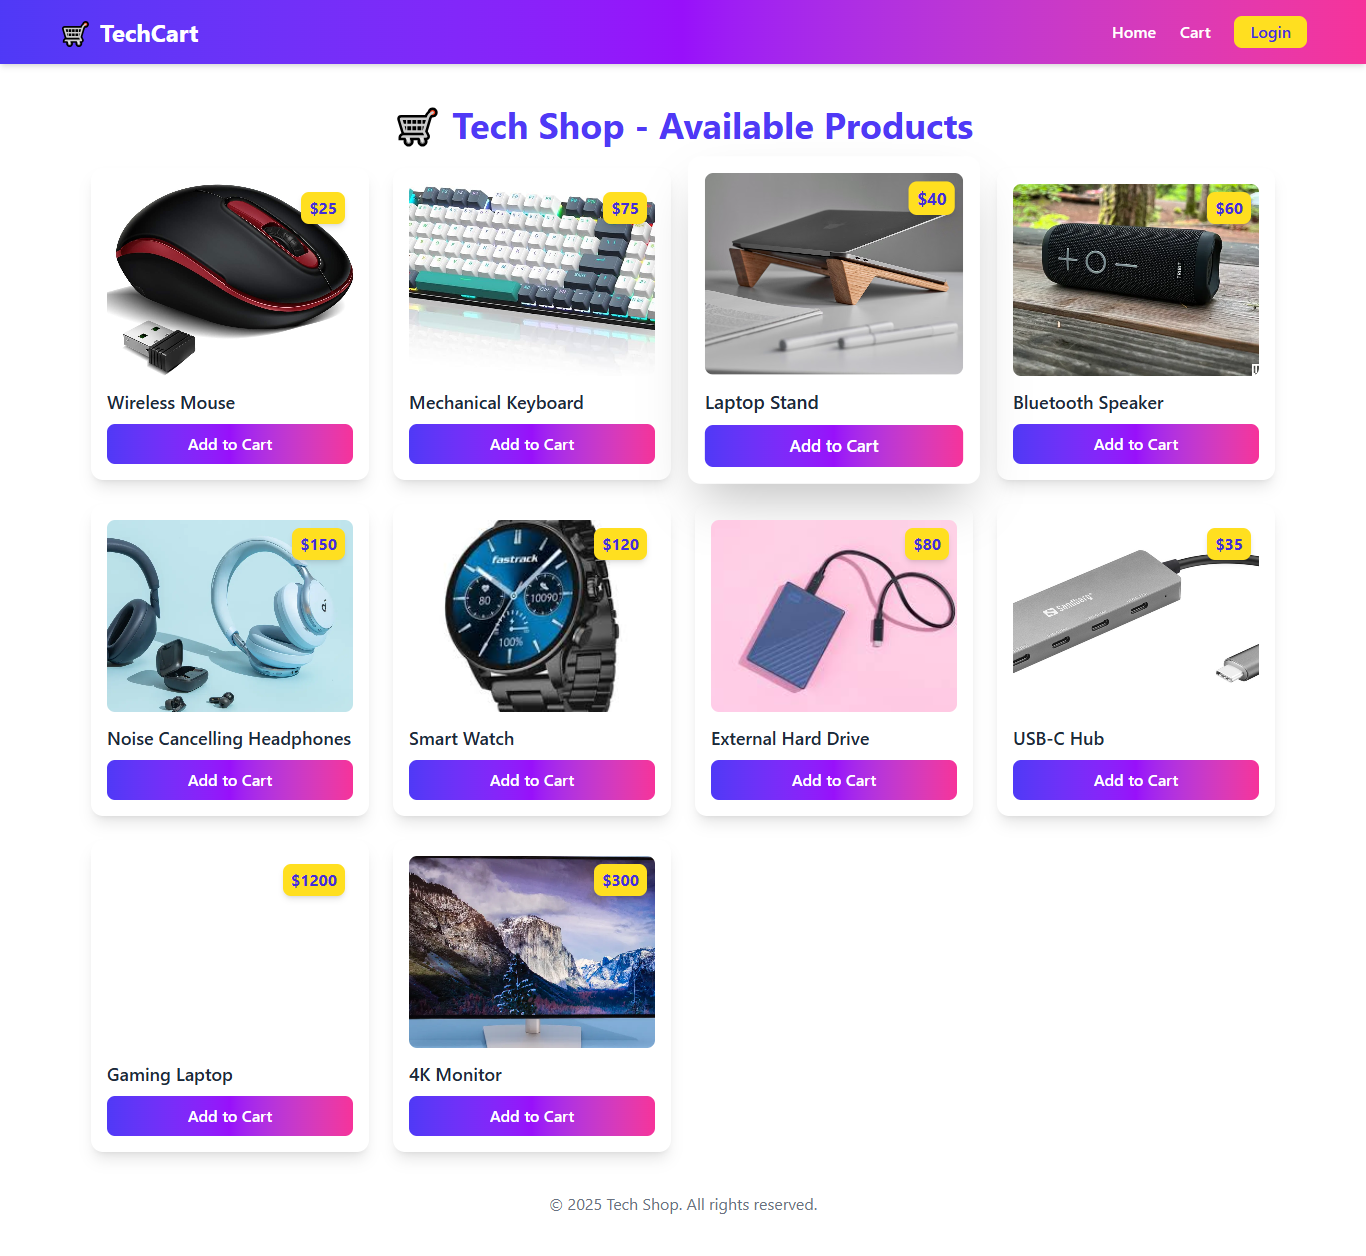 TechCart
Home Cart Login
Tech Shop - Available Products
$25
$75
$40
$60
Wireless Mouse
Mechanical Keyboard
Laptop Stand
Bluetooth Speaker
Add to Cart
Add to Cart
Add to Cart
Add to Cart
$150
fastrack
80
10090
100%
$120
$80
sandberg
$35
Noise Cancelling Headphones
Smart Watch
External Hard Drive
USB-C Hub
Add to Cart
Add to Cart
Add to Cart
Add to Cart
$1200
$300
Gaming Laptop
4K Monitor
Add to Cart
Add to Cart
© 2025 Tech Shop. All rights reserved.